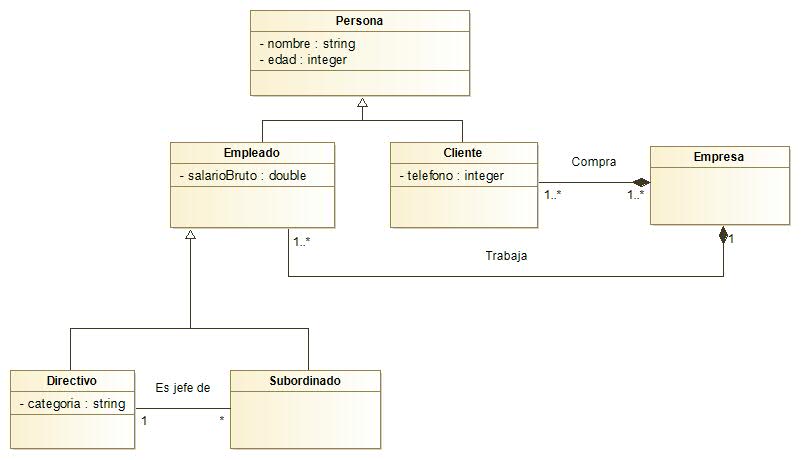 Persona
- nombre : string
- edad : integer
Empleado
- salarioBruto : double
Cliente
- telefono : integer
Compra
1..*
1..*
Empresa
1..*
1
Trabaja
Directivo
- categoria : string
Es jefe de
1
*
Subordinado